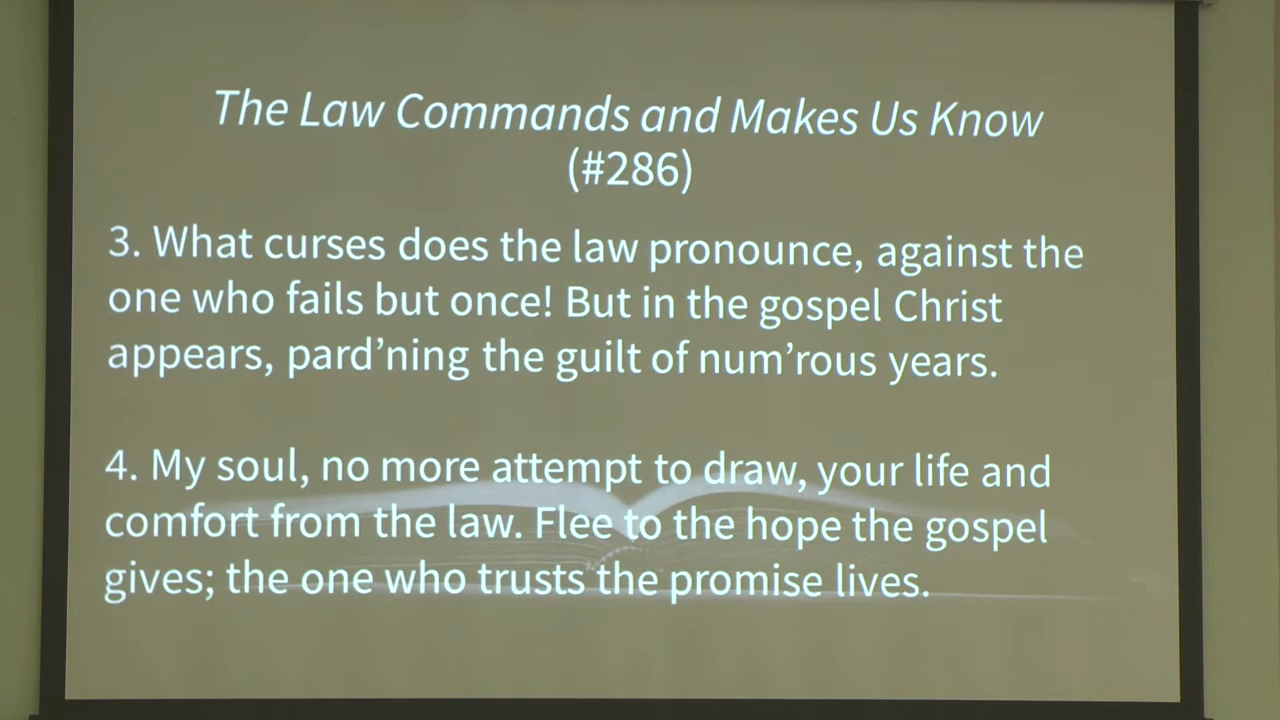 The Law Commands and Makes Us Know
(#286)
3. What curses does the law pronounce, against the
one who fails but once! But in the gospel Christ
appears, pard’ning the guilt of num’rous years.
4. My soul, no more attempt to draw, your life and
comfort from the law. Flee to the hope the gospel
gives; the one who trusts the promise lives.